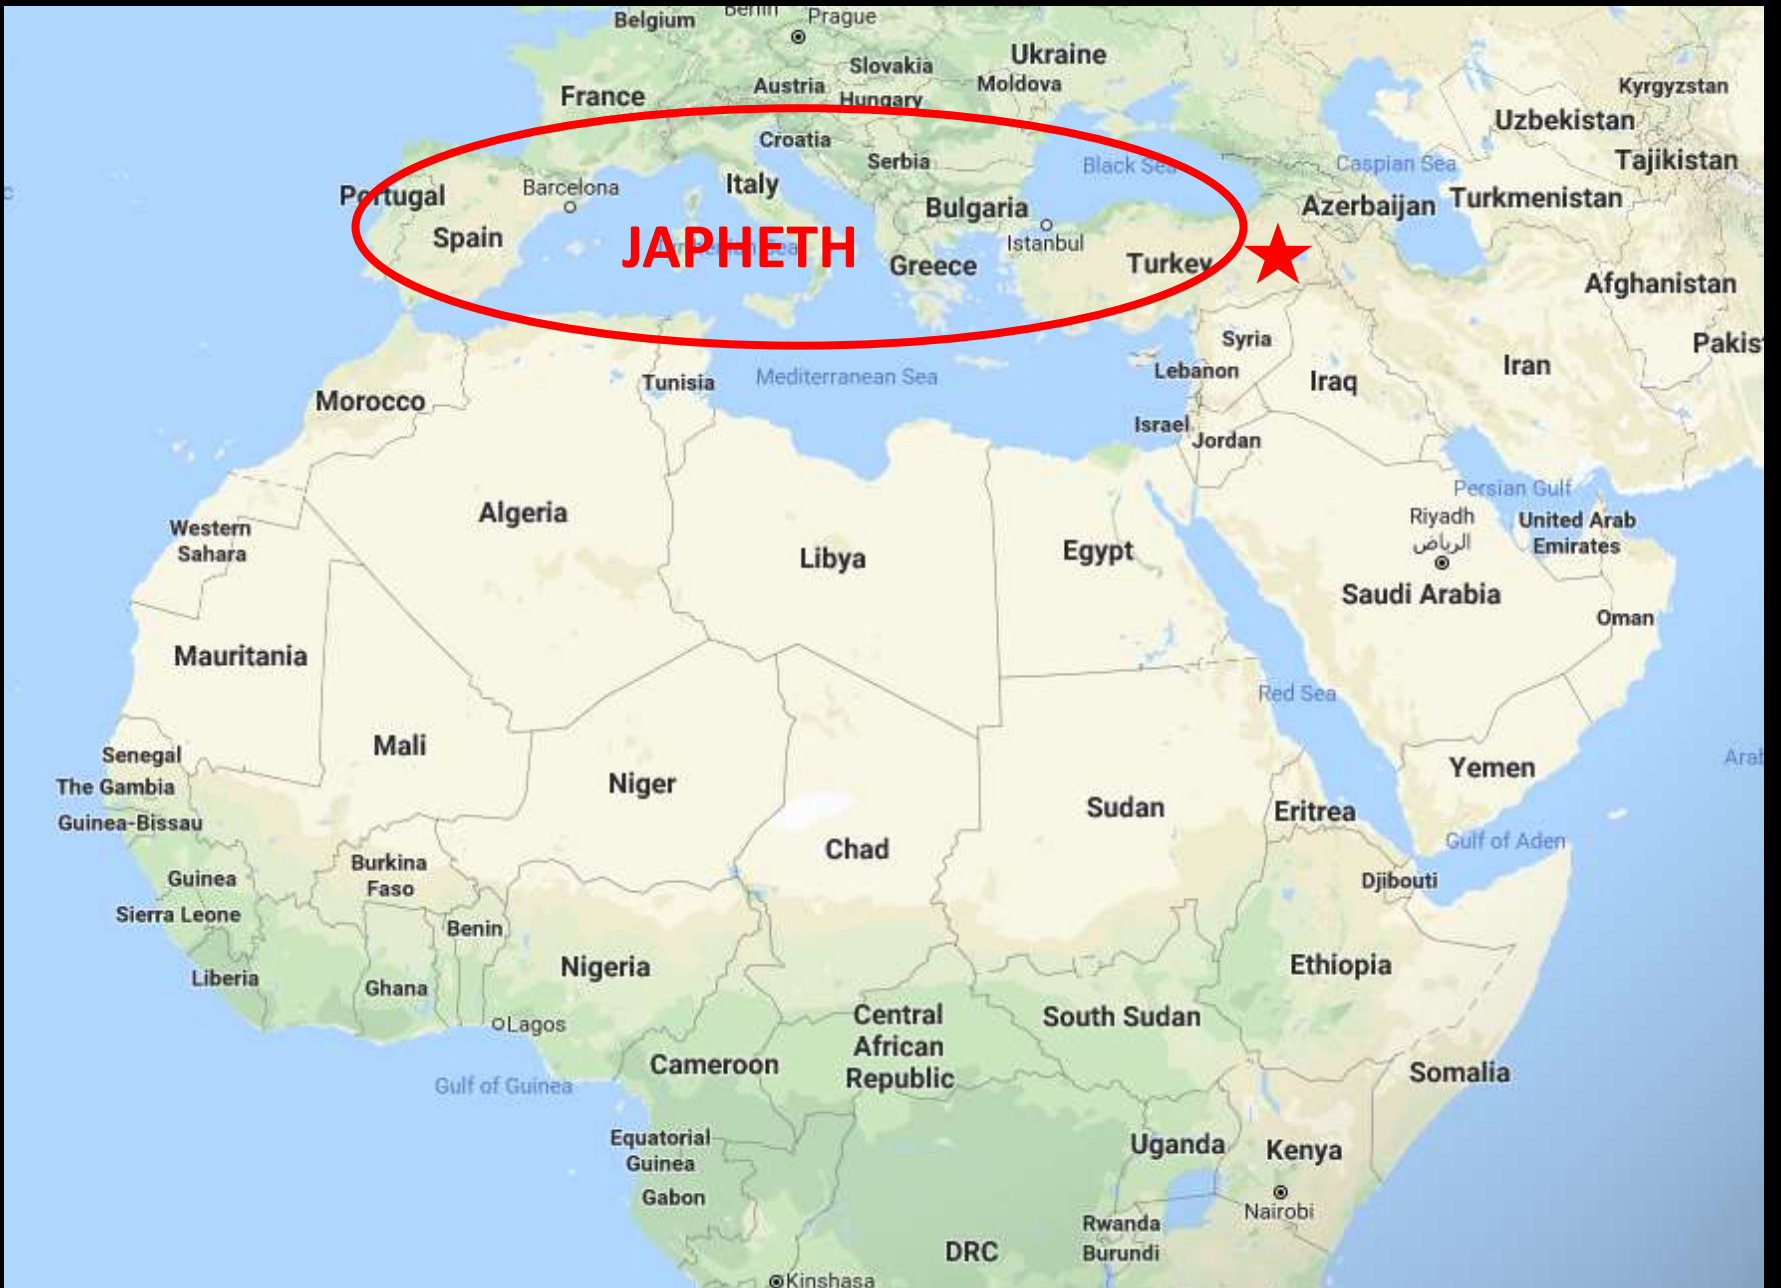 Belgium
Berlin
Prague
Ukraine
Slovakia
Moldova
Austria
Hungary
France
Kyrgyzstan
Uzbekistan
Croatia
Serbia
Black Sea
Caspian Sea
Tajikistan
Portugal
Barcelona
Italy
Bulgaria
Azerbaijan
Turkmenistan
Spain
JAPHETH
Istanbul
Greece
Turkey
Afghanistan
Syria
Pakis
Lebanon
Iraq
Iran
Tunisia
Mediterranean Sea
Morocco
Israel
Jordan
Persian Gulf
Algeria
Riyadh
الرياض
United Arab
Emirates
Western
Sahara
Libya
Egypt
Saudi Arabia
Oman
Mauritania
Red Sea
Senegal
Mali
The Gambia
Niger
Yemen
Arab
Guinea-Bissau
Sudan
Eritrea
Gulf of Aden
Chad
Burkina
Faso
Guinea
Djibouti
Sierra Leone
Benin
Nigeria
Ethiopia
Liberia
Ghana
Lagos
Central
African
Republic
South Sudan
Cameroon
Gulf of Guinea
Somalia
Equatorial
Guinea
Uganda
Kenya
Gabon
Nairobi
Rwanda
Burundi
DRC
Kinshasa